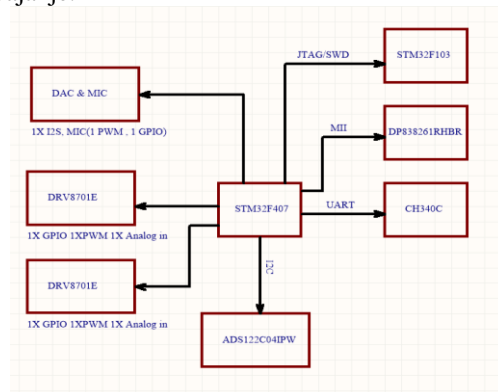 JTAG/SWD
STM32F103
DAC & MIC
1X I2S, MIC(1 PWM , 1 GPIO)
MII
DP838261RHBR
DRV8701E
STM32F407
UART
CH340C
1X GPIO 1XPWM 1X Analog in
I2C
DRV8701E
1X GPIO 1XPWM 1X Analog in
ADS122C04IPW